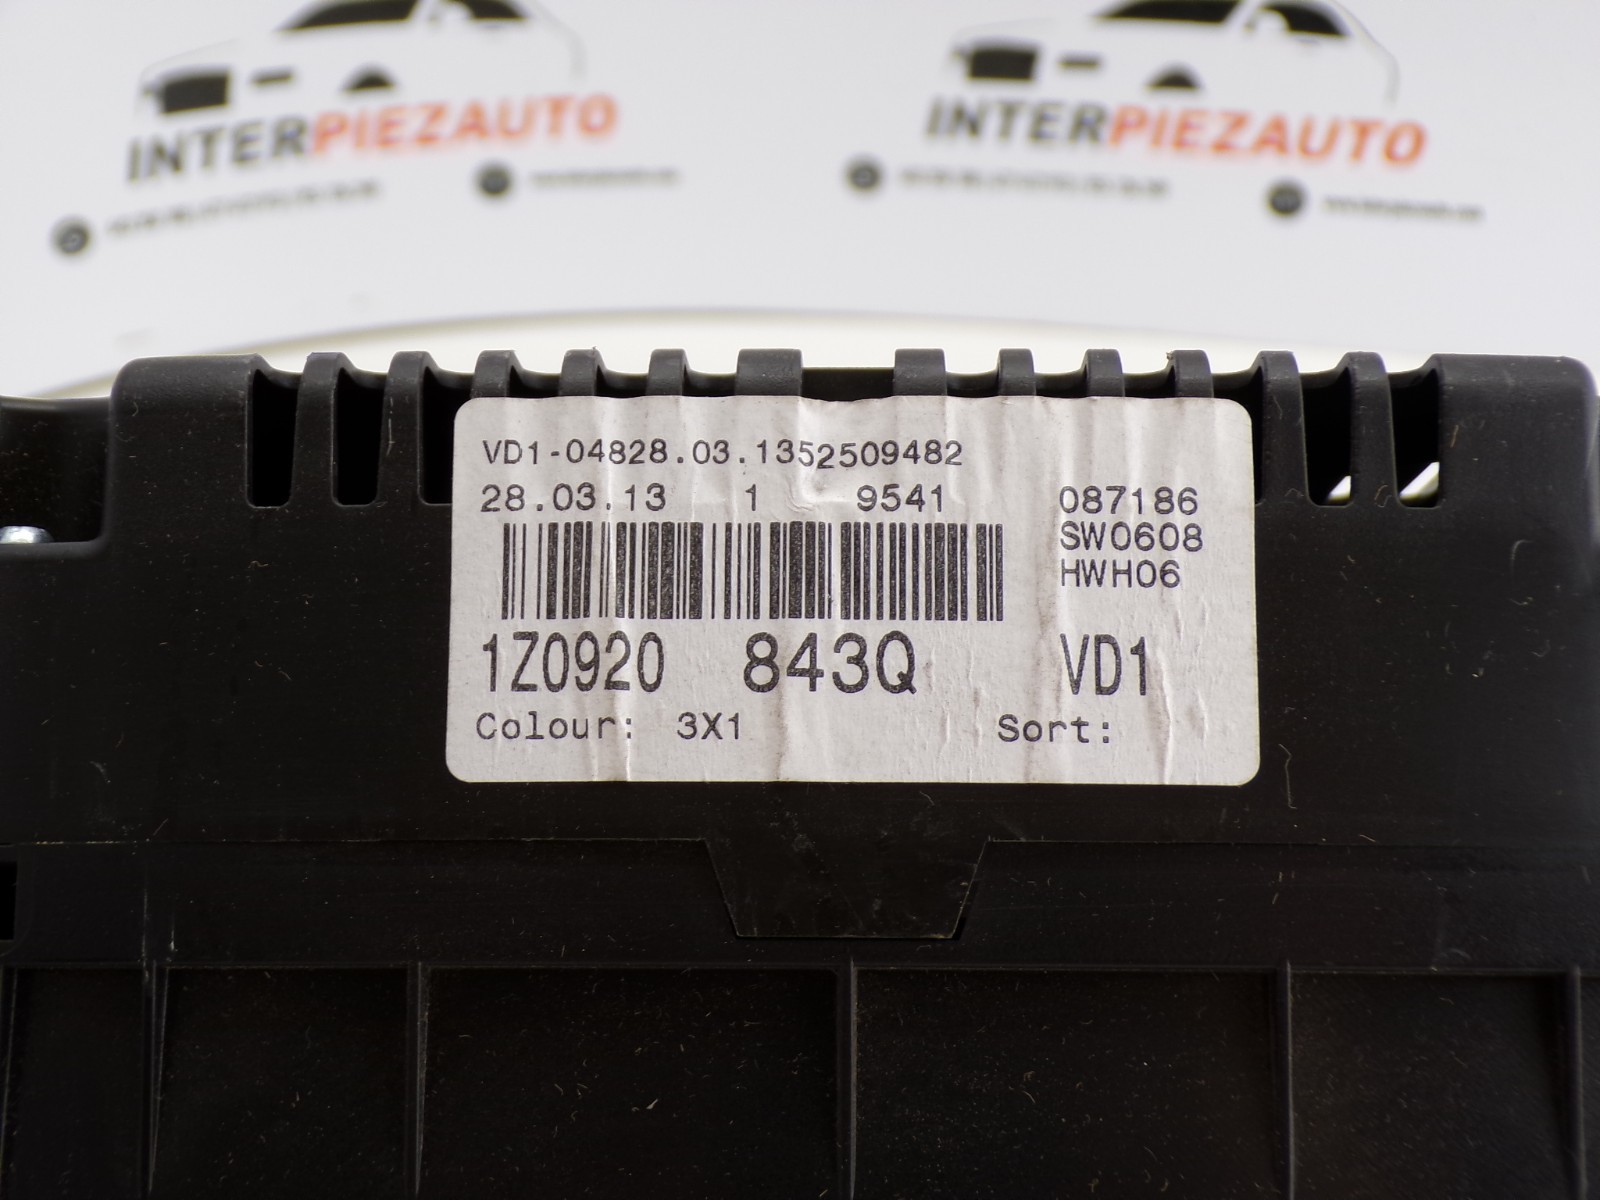 INTERPIEZAUTO
INTERPIEZAUTO
VD1-04828.03.1352509482
28.03.13 1 9541 087186
SW0608
HWH06
1Z0920 843Q VD1
Colour: 3X1 Sort: